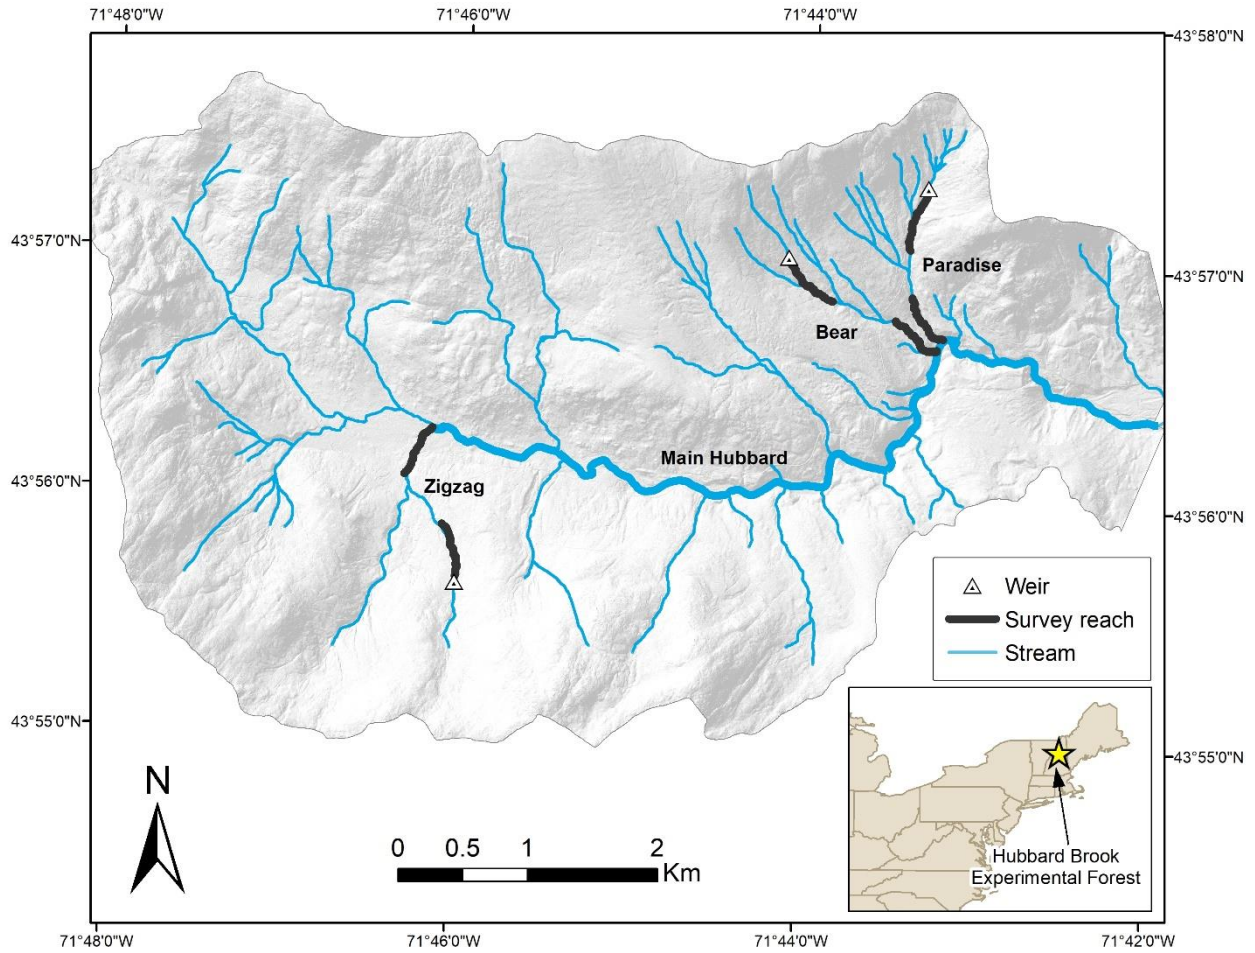 71°48'0"W
71°46'0"W
71°44'0"W
43°58'0"N
43°57'0"N
43°57'0"N
Paradise
Bear
Main Hubbard
Zigzag
43°56'0"N
43°56'0"N
Weir
Survey reach
Stream
43°55'0"N
43°55'0"N
N
0 0.5 1 2
Km
Hubbard Brook
Experimental Forest
71°48'0"W
71°46'0"W
71°44'0"W
71°42'0"W